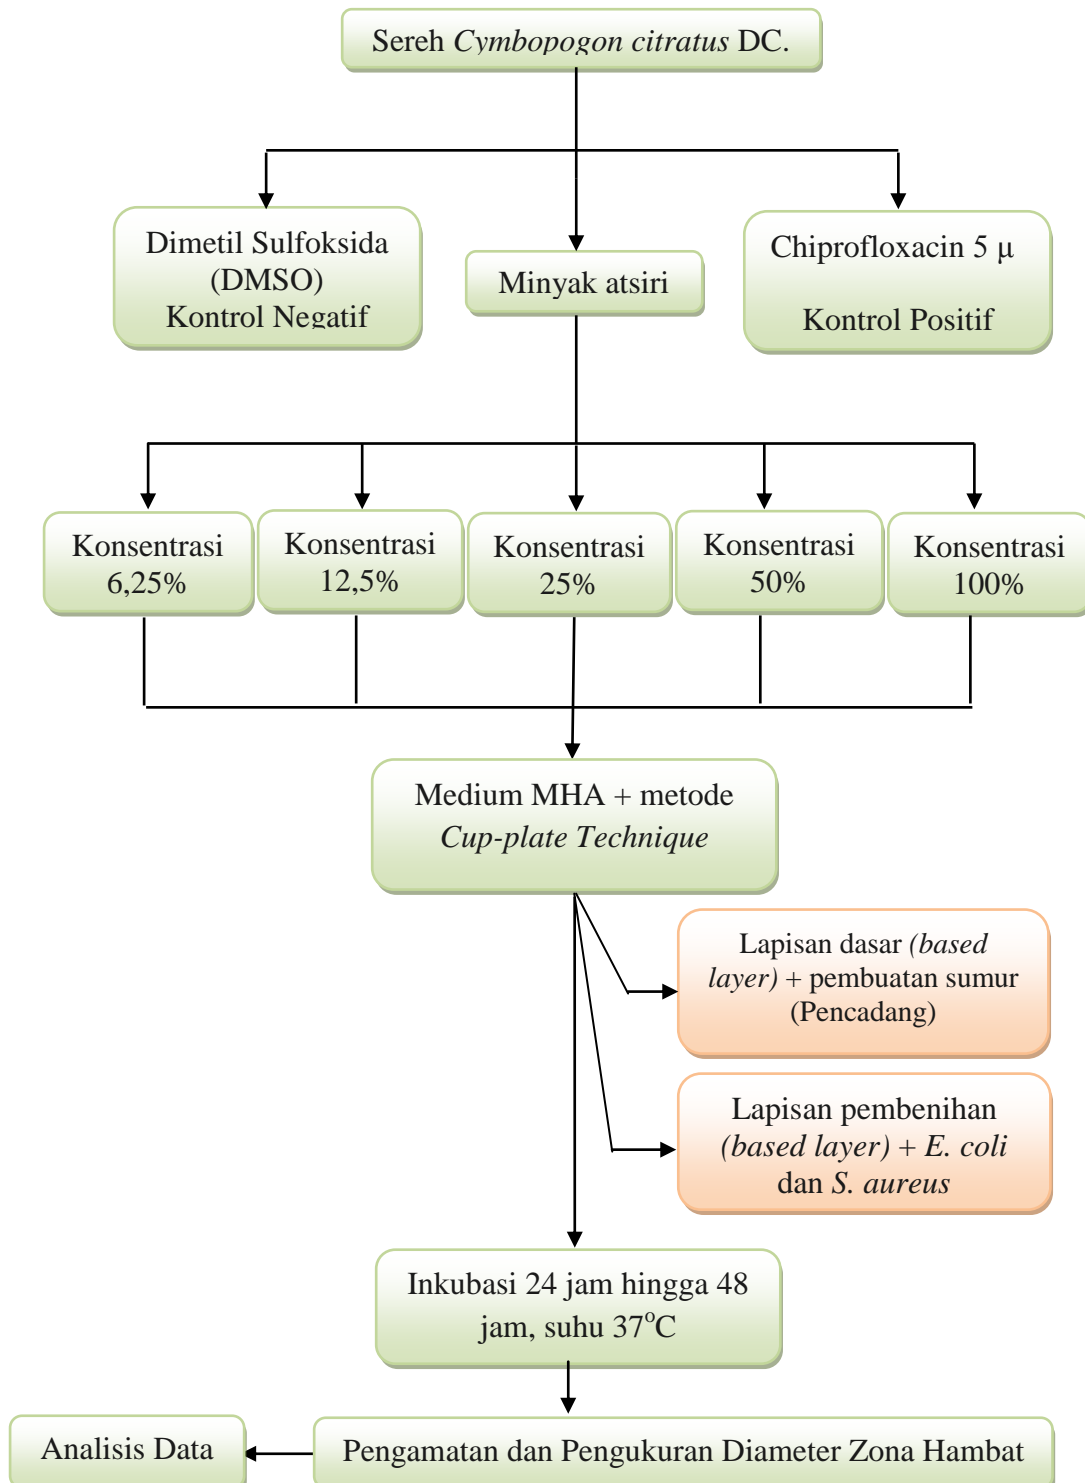 Sereh Cymbopogon citratus DC.
Dimetil Sulfoksida
(DMSO)
Kontrol Negatif
Minyak atsiri
Chiprofloxacin 5 µ
Kontrol Positif
Konsentrasi
6,25%
Konsentrasi
12,5%
Konsentrasi
25%
Konsentrasi
50%
Konsentrasi
100%
Medium MHA + metode
Cup-plate Technique
Lapisan dasar (based
layer) + pembuatan sumur
(Pencadang)
Lapisan pembenihan
(based layer) + E. coli
dan S. aureus
Inkubasi 24 jam hingga 48
jam, suhu 37°C
Analisis Data
Pengamatan dan Pengukuran Diameter Zona Hambat